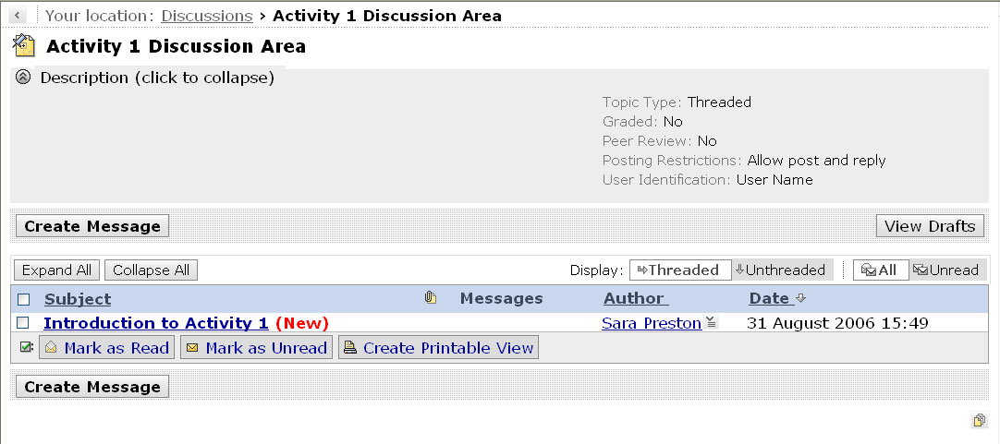 Your location: Discussions › Activity 1 Discussion Area
Activity 1 Discussion Area
Description (click to collapse)
Topic Type: Threaded
Graded: No
Peer Review: No
Posting Restrictions: Allow post and reply
User Identification: User Name
Create Message View Drafts
Expand All Collapse All Display: Threaded Unthreaded All Unread
Subject Messages Author Date
Introduction to Activity 1 (New) Sara Preston 31 August 2006 15:49
Mark as Read Mark as Unread Create Printable View
Create Message